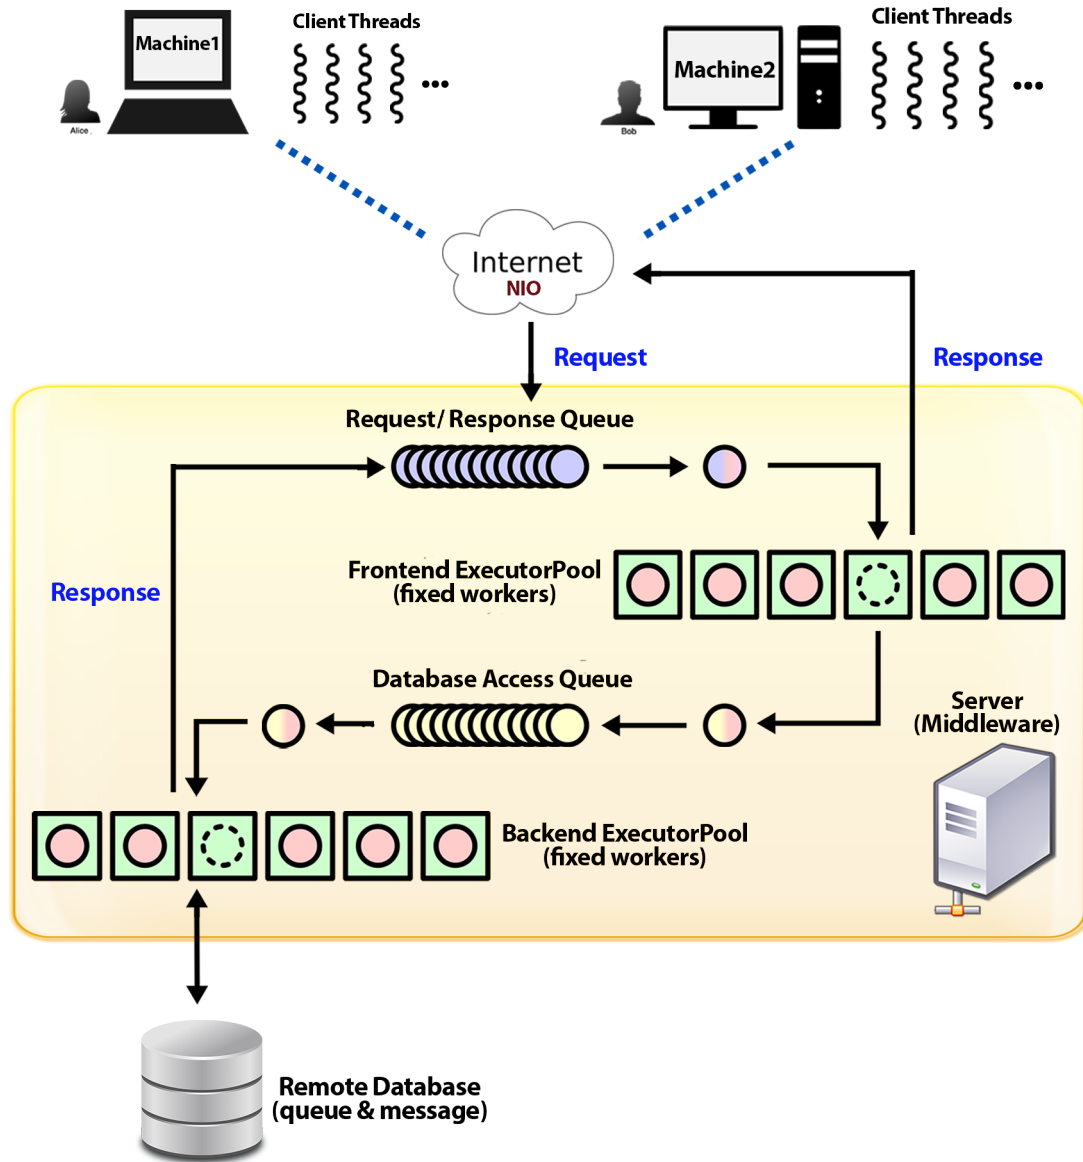 Client Threads
Client Threads
Machine1
Machine2
...
...
Alice .
Bob
Internet
NIO
Request
Response
Request/ Response Queue
Frontend ExecutorPool
(fixed workers)
Response
Database Access Queue
Server
(Middleware)
Backend ExecutorPool
(fixed workers)
Remote Database
(queue & message)